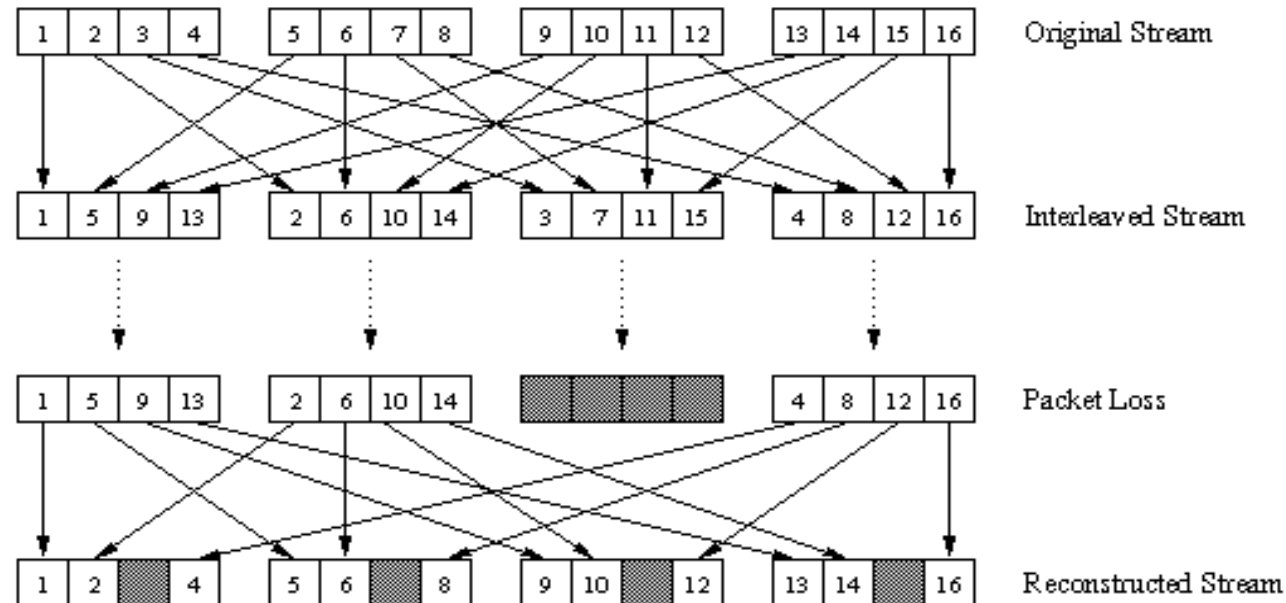 1 2 3 4 5 6 7 8 9 10 11 12 13 14 15 16 Original Stream
1 5 9 13 2 6 10 14 3 7 11 15 4 8 12 16 Interleaved Stream
1 5 9 13 2 6 10 14 4 8 12 16 Packet Loss
1 2 4 5 6 8 9 10 12 13 14 16 Reconstructed Stream